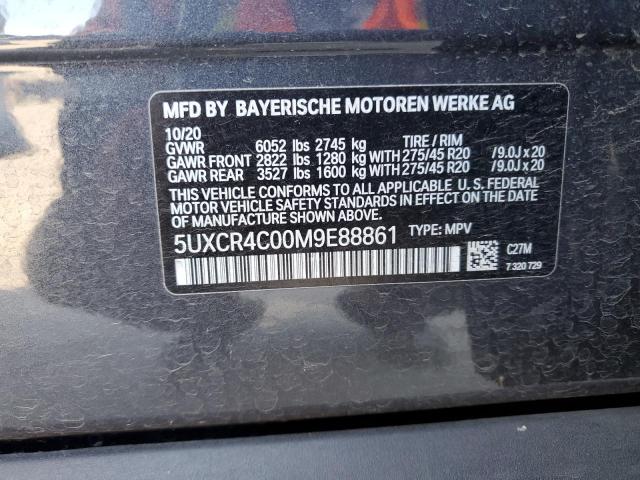 MFD BY BAYERISCHE MOTOREN WERKE AG
10/20
GVWR 6052 lbs 2745 kg TIRE / RIM
GAWR FRONT 2822 lbs 1280 kg WITH 275/45 R20 /9.0J x 20
GAWR REAR 3527 lbs 1600 kg WITH 275/45 R20 /9.0J x 20
THIS VEHICLE CONFORMS TO ALL APPLICABLE U. S. FEDERAL
MOTOR VEHICLE SAFETY STANDARDS IN EFFECT ON THE DATE
OF MANUFACTURE SHOWN ABOVE.
5UXCR4C00M9E88861 TYPE: MPV
C27M
7 320 729